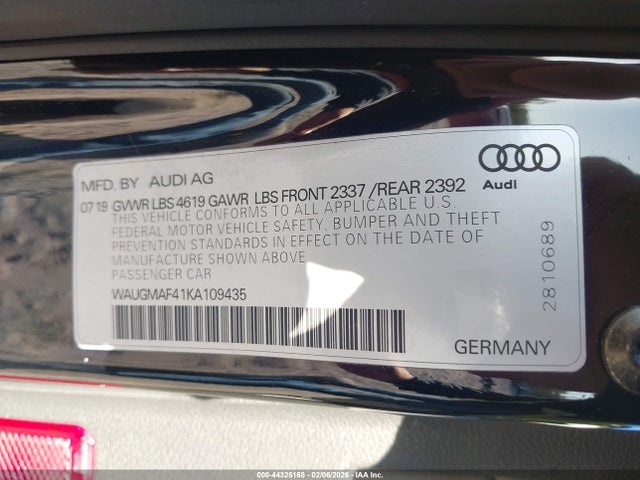 MFD. BY AUDI AG
Audi
07 19 GVWR LBS 4619 GAWR LBS FRONT 2337 /REAR 2392
THIS VEHICLE CONFORMS TO ALL APPLICABLE U.S.
FEDERAL MOTOR VEHICLE SAFETY, BUMPER AND THEFT
PREVENTION STANDARDS IN EFFECT ON THE DATE OF
MANUFACTURE SHOWN ABOVE
PASSENGER CAR
WAUGMAF41KA109435
2810689
GERMANY
000-44325168 - 02/06/2026 - IAA Inc.